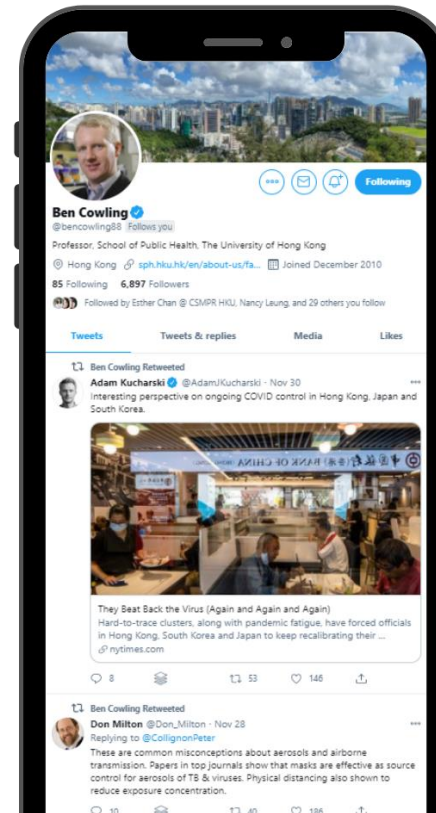 Ben Cowling
@bencowling88 Follows you
Professor, School of Public Health, The University of Hong Kong
Hong Kong sph.hku.hk/en/about-us/fa... Joined December 2010
85 Following 6,897 Followers
Followed by Esther Chan @ CSMPR HKU, Nancy Leung, and 29 others you follow
Following
Tweets Tweets & replies Media Likes
Ben Cowling Retweeted
Adam Kucharski @AdamJKucharski · Nov 30
Interesting perspective on ongoing COVID control in Hong Kong, Japan and
South Korea.
BANK OF CHINA
They Beat Back the Virus (Again and Again and Again)
Hard-to-trace clusters, along with pandemic fatigue, have forced officials
in Hong Kong, South Korea and Japan to keep recalibrating their ...
nytimes.com
8 53 146
Ben Cowling Retweeted
Don Milton @Don_Milton · Nov 28
Replying to @CollignonPeter
These are common misconceptions about aerosols and airborne
transmission. Papers in top journals show that masks are effective as source
control for aerosols of TB & viruses. Physical distancing also shown to
reduce exposure concentration.
10 40 186